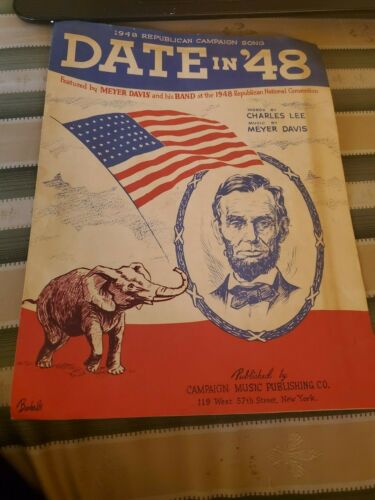 1948 REPUBLICAN CAMPAIGN SONG
DATE IN '48
Featured by MEYER DAVIS and his BAND at the 1948 Republican National Convention
WORDS BY
CHARLES LEE
MUSIC BY
MEYER DAVIS
Published by
CAMPAIGN MUSIC PUBLISHING CO.
119 West 57th Street, New York.